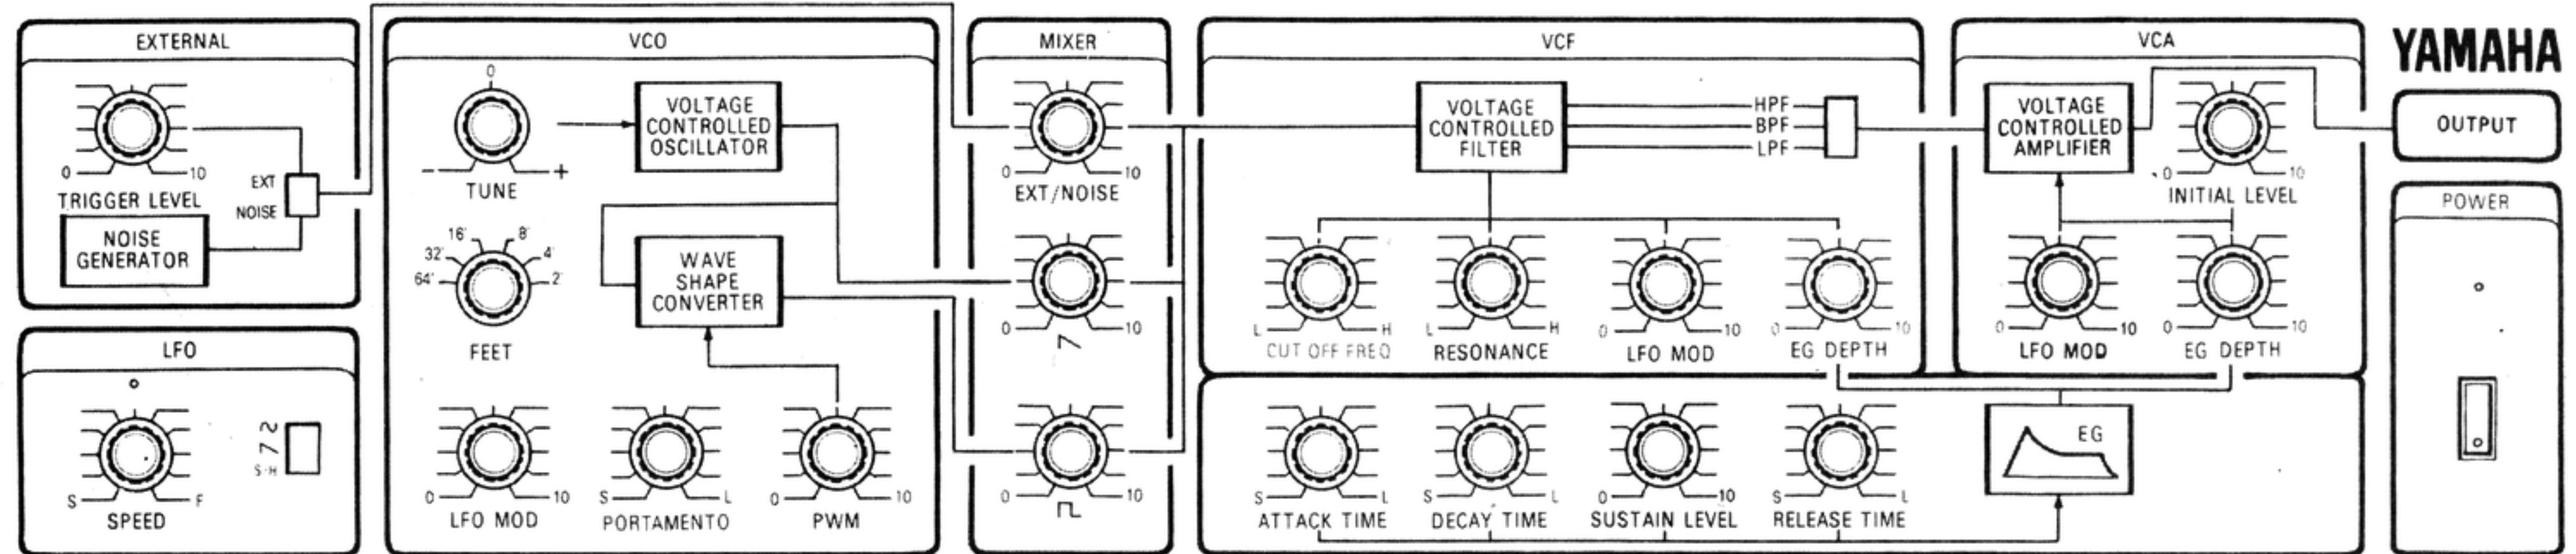 EXTERNAL
0
10
TRIGGER LEVEL
EXT
NOISE
NOISE
GENERATOR
LFO
S·H
S
F
SPEED
VCO
0
-
+
TUNE
VOLTAGE
CONTROLLED
OSCILLATOR
64'
32'
16'
8'
4'
2'
FEET
WAVE
SHAPE
CONVERTER
0
10
LFO MOD
S
L
PORTAMENTO
0
10
PWM
MIXER
0
10
EXT/NOISE
0
10
0
10
VCF
VOLTAGE
CONTROLLED
FILTER
HPF
BPF
LPF
L
H
CUT OFF FREQ
L
H
RESONANCE
0
10
LFO MOD
0
10
EG DEPTH
VCA
VOLTAGE
CONTROLLED
AMPLIFIER
0
10
INITIAL LEVEL
0
10
LFO MOD
0
10
EG DEPTH
S
L
ATTACK TIME
S
L
DECAY TIME
0
10
SUSTAIN LEVEL
S
L
RELEASE TIME
EG
YAMAHA
OUTPUT
POWER